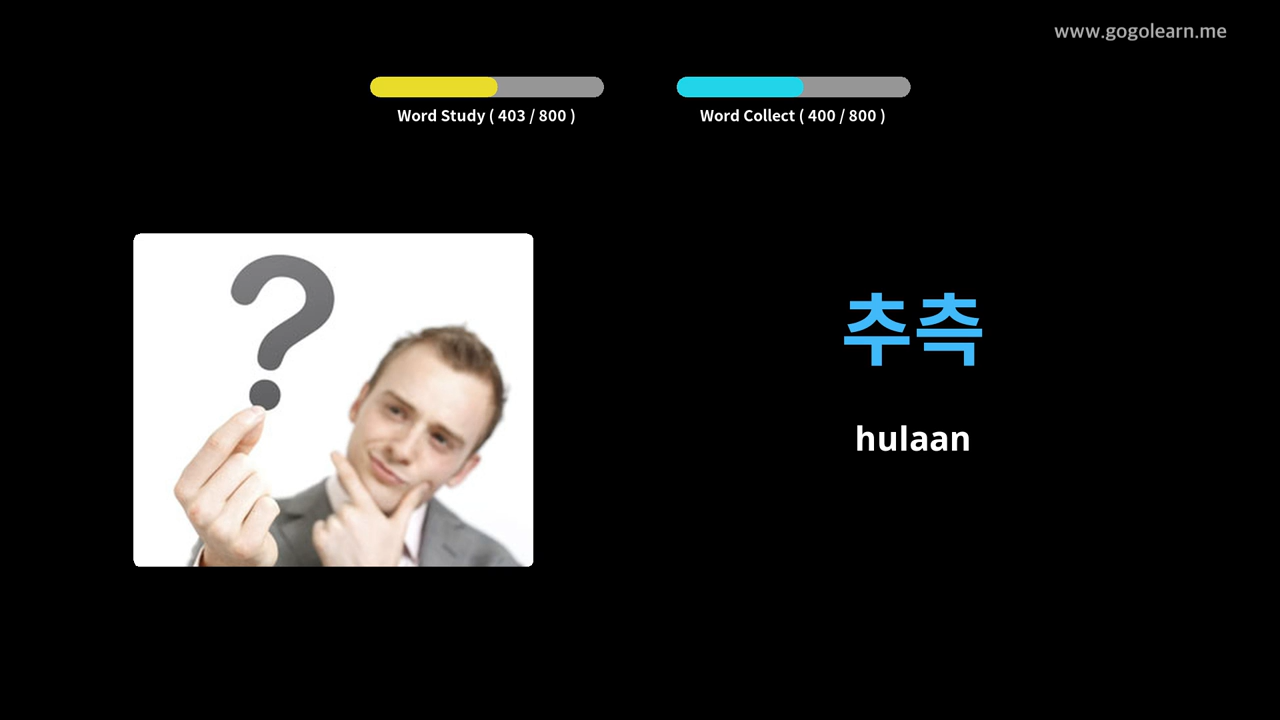 www.gogolearn.me
Word Study ( 403 / 800 )
Word Collect ( 400 / 800 )
?
추측
hulaan